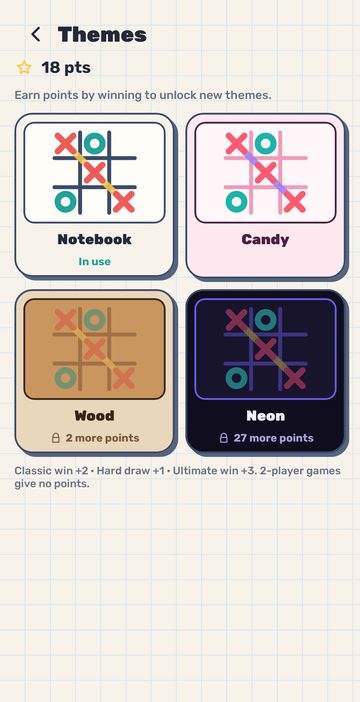 Themes
18 pts
Earn points by winning to unlock new themes.
Notebook
In use
Candy
Wood
2 more points
Neon
27 more points
Classic win +2 · Hard draw +1 · Ultimate win +3. 2-player games
give no points.